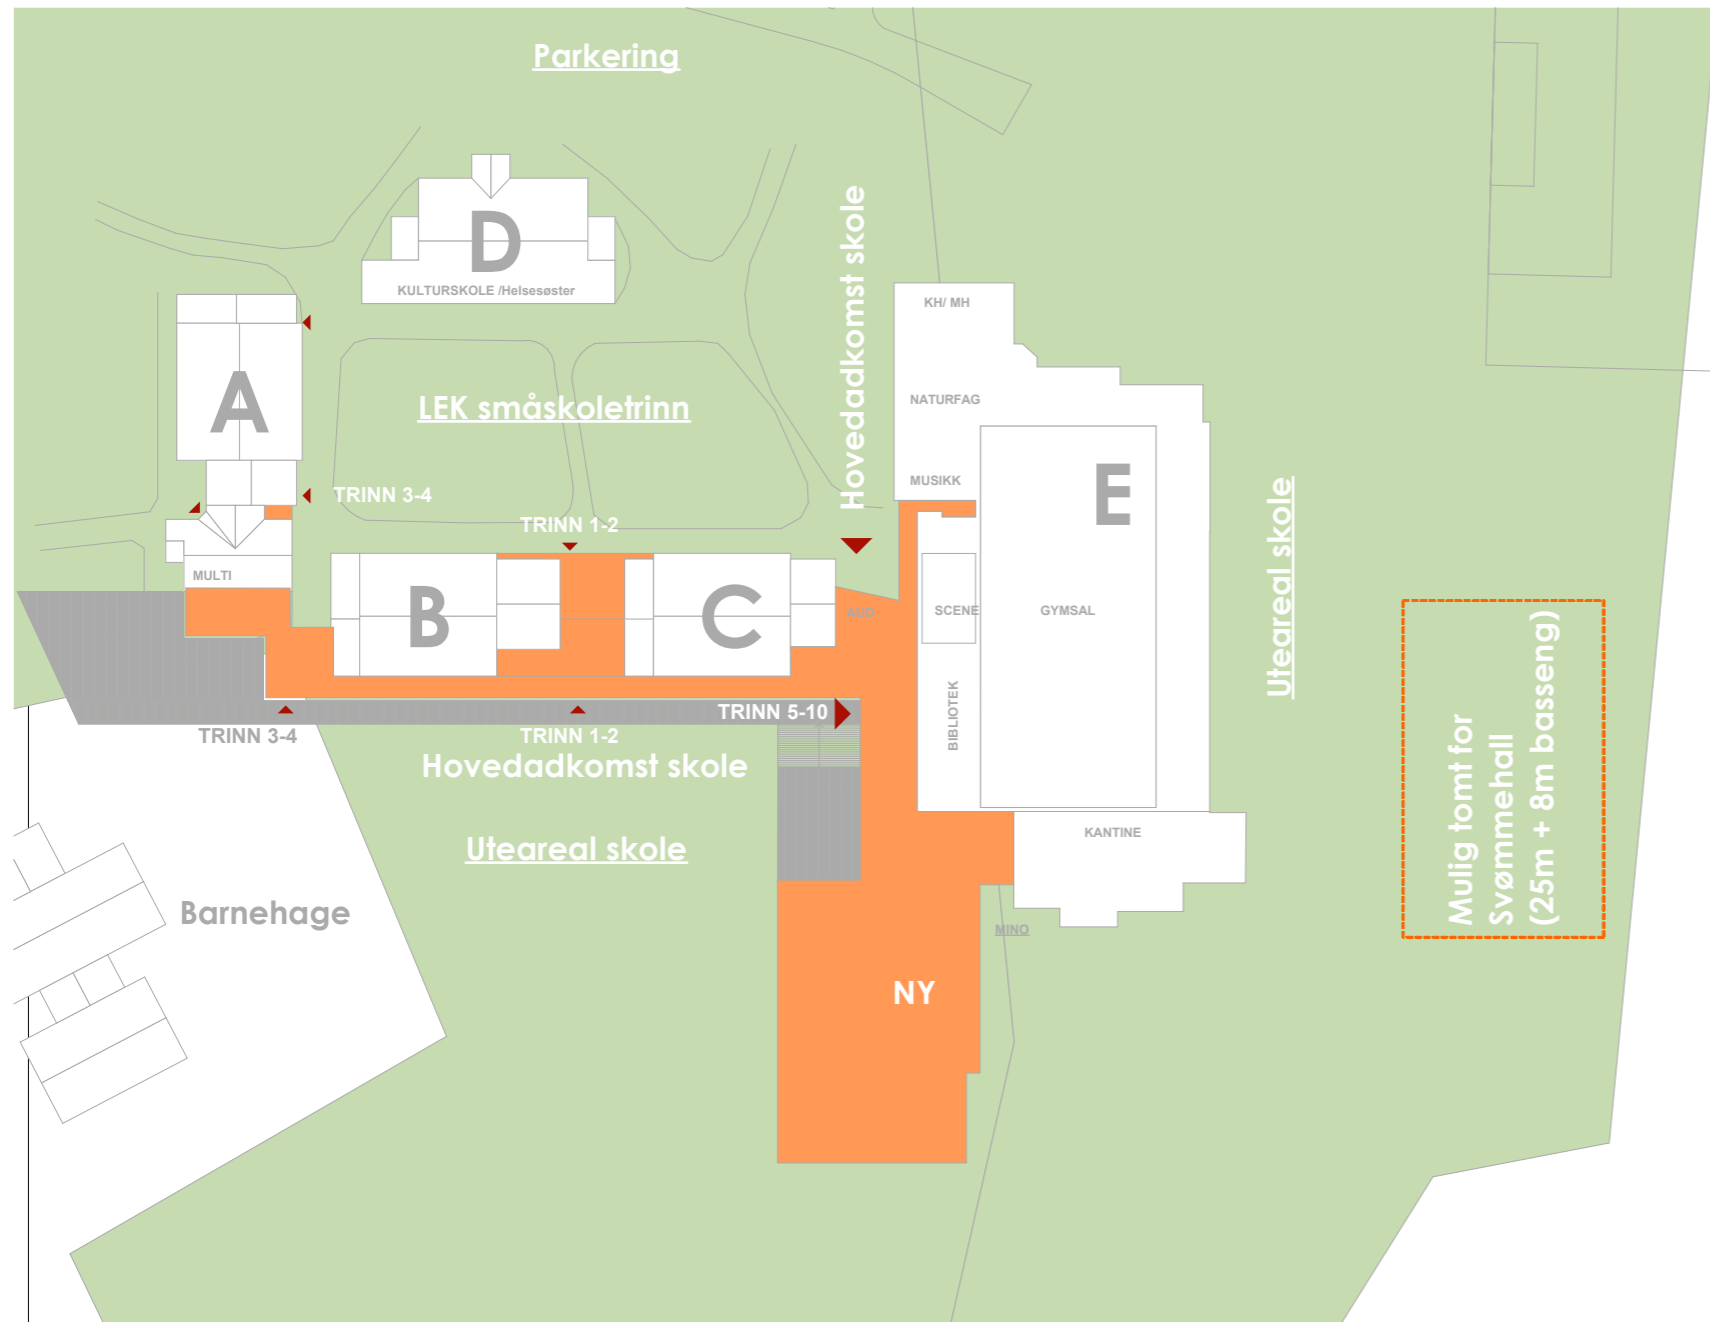 Parkering
D
KULTURSKOLE /Helsesøster
Hovedadkomst skole
KH/ MH
A
LEK småskoletrinn
NATURFAG
E
MUSIKK
TRINN 3-4
TRINN 1-2
Uteareal skole
MULTI
B
C
AUD
SCENE
GYMSAL
BIBLIOTEK
TRINN 3-4
TRINN 1-2
TRINN 5-10
Hovedadkomst skole
Uteareal skole
KANTINE
Mulig tomt for
Svømmehall
(25m + 8m basseng)
Barnehage
MINO
NY